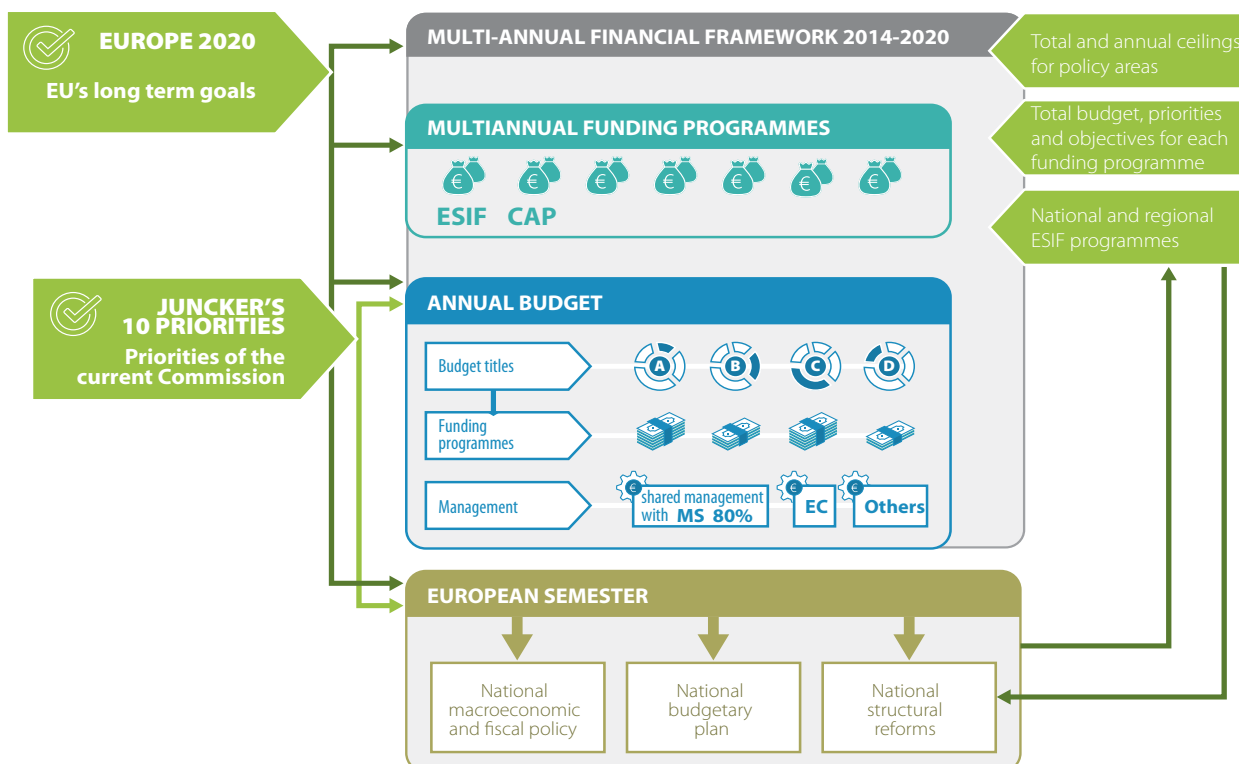 EUROPE 2020
EU's long term goals
MULTI-ANNUAL FINANCIAL FRAMEWORK 2014-2020
Total and annual ceilings
for policy areas
MULTIANNUAL FUNDING PROGRAMMES
€ € € € € € €
ESIF CAP
Total budget, priorities
and objectives for each
funding programme
National and regional
ESIF programmes
JUNCKER'S
10 PRIORITIES
Priorities of the
current Commission
ANNUAL BUDGET
Budget titles
A B C D
Funding
programmes
Management
€ € €
shared management
with MS 80%
EC
Others
EUROPEAN SEMESTER
National
macroeconomic
and fiscal policy
National
budgetary
plan
National
structural
reforms